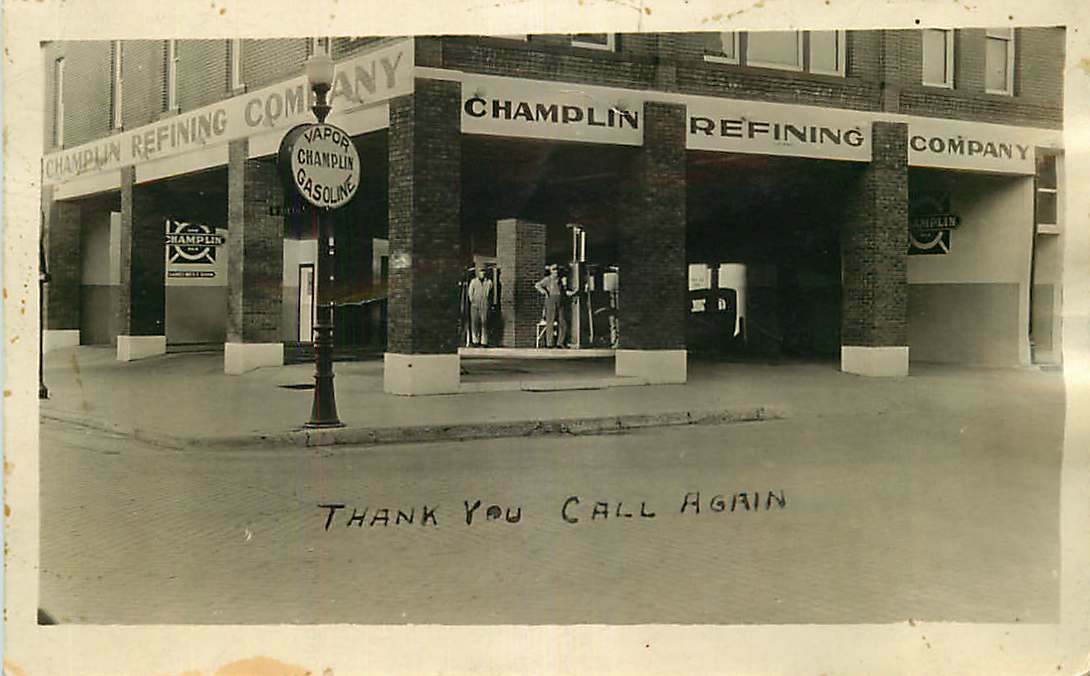 CHAMPLIN REFINING COMPANY
CHAMPLIN REFINING COMPANY
VAPOR
CHAMPLIN
GASOLINE
CHAMPLIN
CHAMPLIN
THANK YOU CALL AGAIN